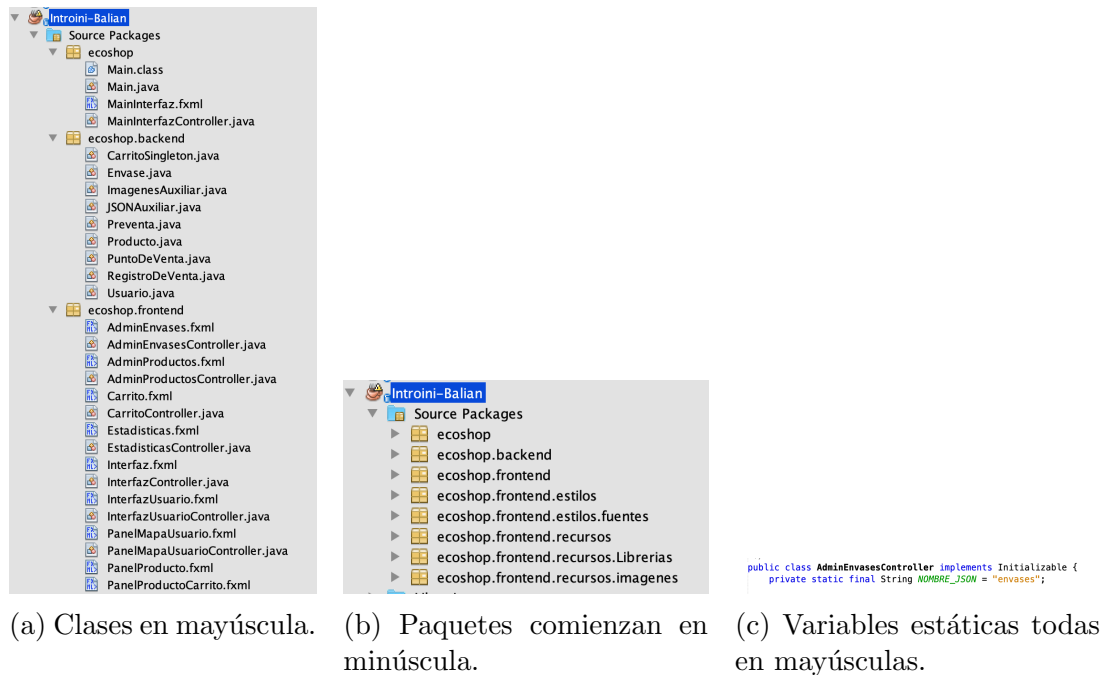 Introini-Balian
Source Packages
ecoshop
Main.class
Main.java
MainInterfaz.fxml
MainInterfazController.java
ecoshop.backend
CarritoSingleton.java
Envase.java
ImagenesAuxiliar.java
JSONAuxiliar.java
Preventa.java
Producto.java
PuntoDeVenta.java
RegistroDeVenta.java
Usuario.java
ecoshop.frontend
AdminEnvases.fxml
AdminEnvasesController.java
AdminProductos.fxml
AdminProductosController.java
Carrito.fxml
CarritoController.java
Estadisticas.fxml
EstadisticasController.java
Interfaz.fxml
InterfazController.java
InterfazUsuario.fxml
InterfazUsuarioController.java
PanelMapaUsuario.fxml
PanelMapaUsuarioController.java
PanelProducto.fxml
PanelProductoCarrito.fxml
(a) Clases en mayúscula.
Introini-Balian
Source Packages
ecoshop
ecoshop.backend
ecoshop.frontend
ecoshop.frontend.estilos
ecoshop.frontend.estilos.fuentes
ecoshop.frontend.recursos
ecoshop.frontend.recursos.Librerias
ecoshop.frontend.recursos.imagenes
(b) Paquetes comienzan en
minúscula.
public class AdminEnvasesController implements Initializable {
private static final String NOMBRE_JSON = "envases";
(c) Variables estáticas todas
en mayúsculas.